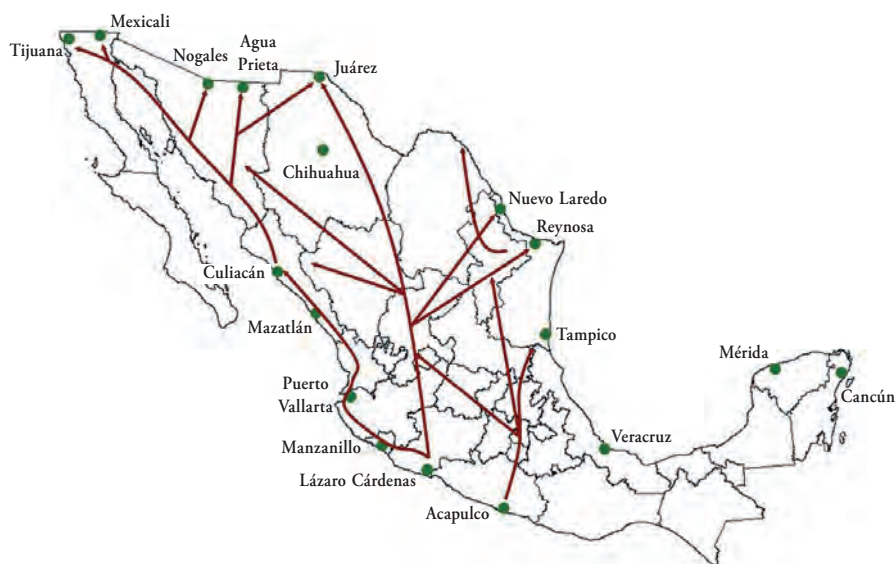 Mexicali
Tijuana
Nogales
Agua
Prieta
Juárez
Chihuahua
Nuevo Laredo
Reynosa
Culiacán
Mazatlán
Tampico
Mérida
Cancún
Puerto
Vallarta
Manzanillo
Veracruz
Lázaro Cárdenas
Acapulco